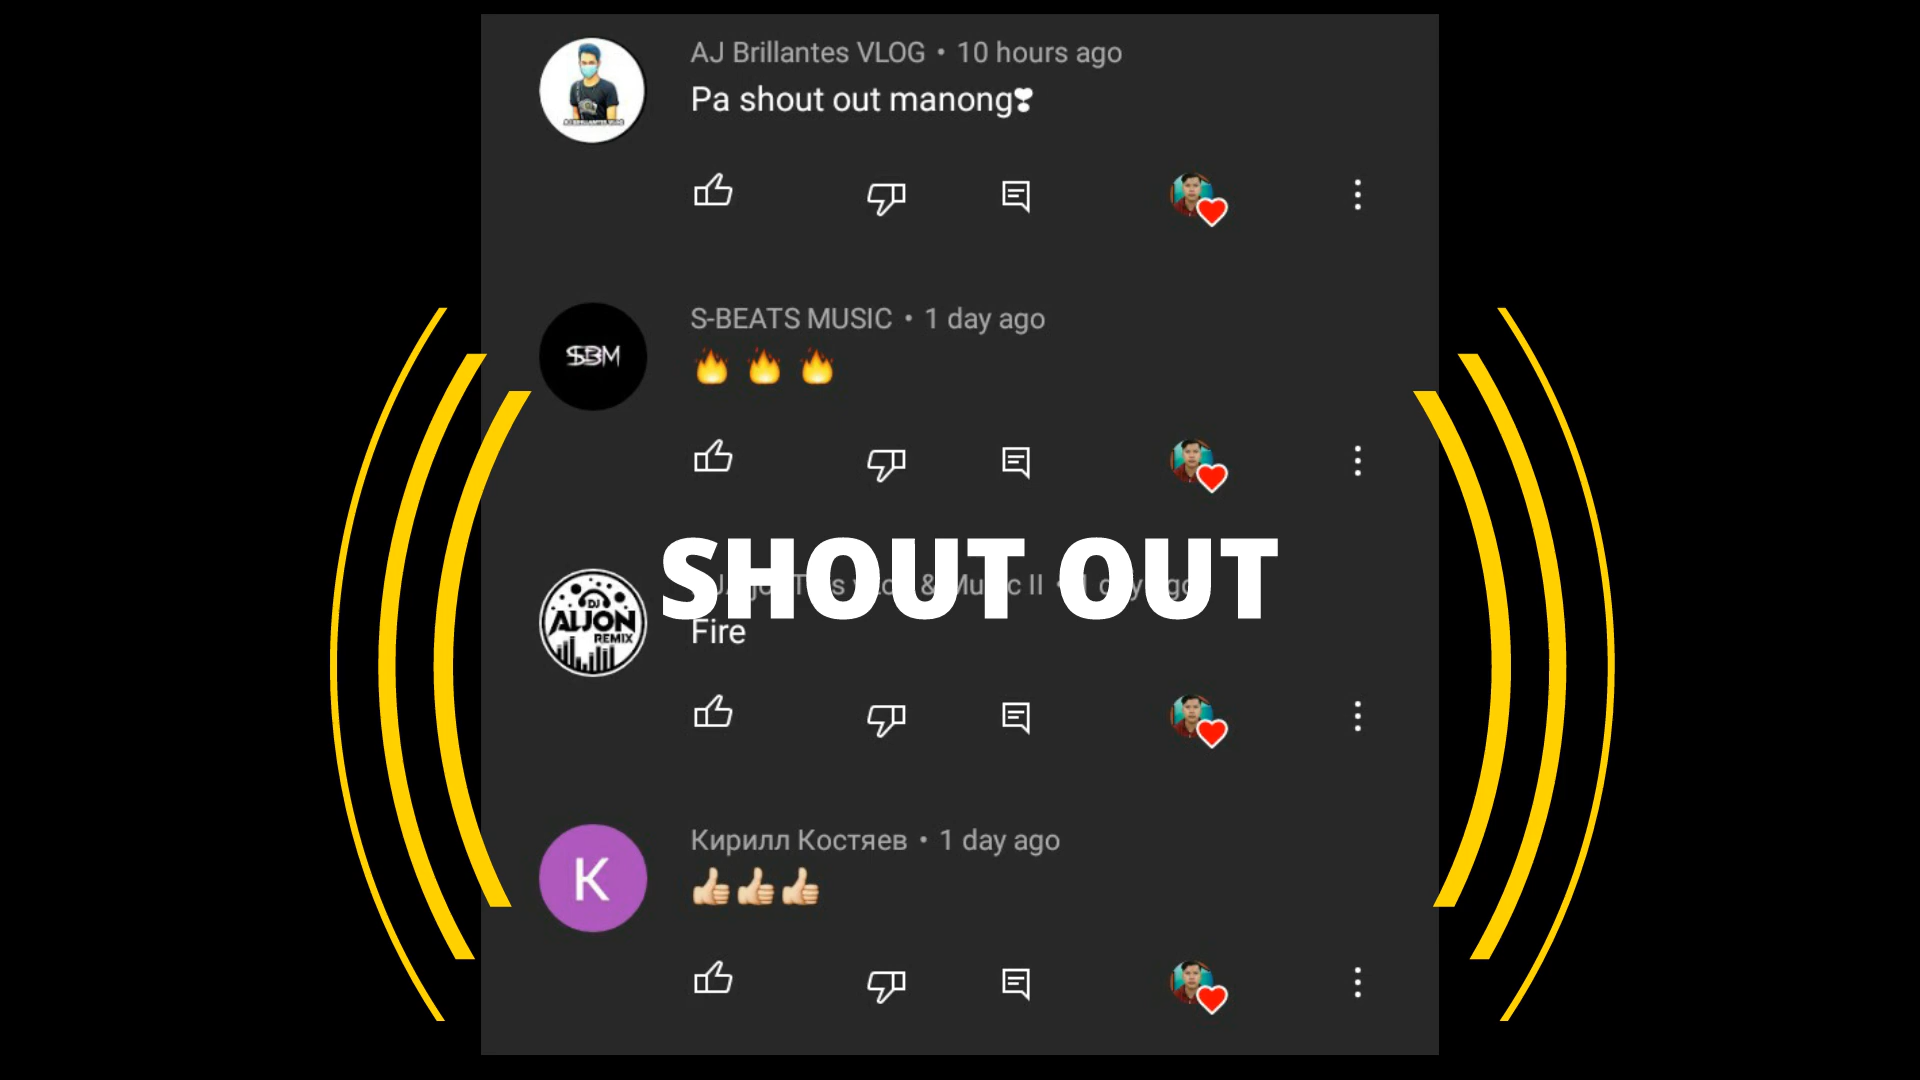 AJ Brillantes VLOG • 10 hours ago
Pa shout out manong❣
S-BEATS MUSIC • 1 day ago
SBM
🔥 🔥 🔥
SHOUT OUT
DJ
ALJON
REMIX
Fire
Кирилл Костяев • 1 day ago
K
👍🏻👍🏻👍🏻